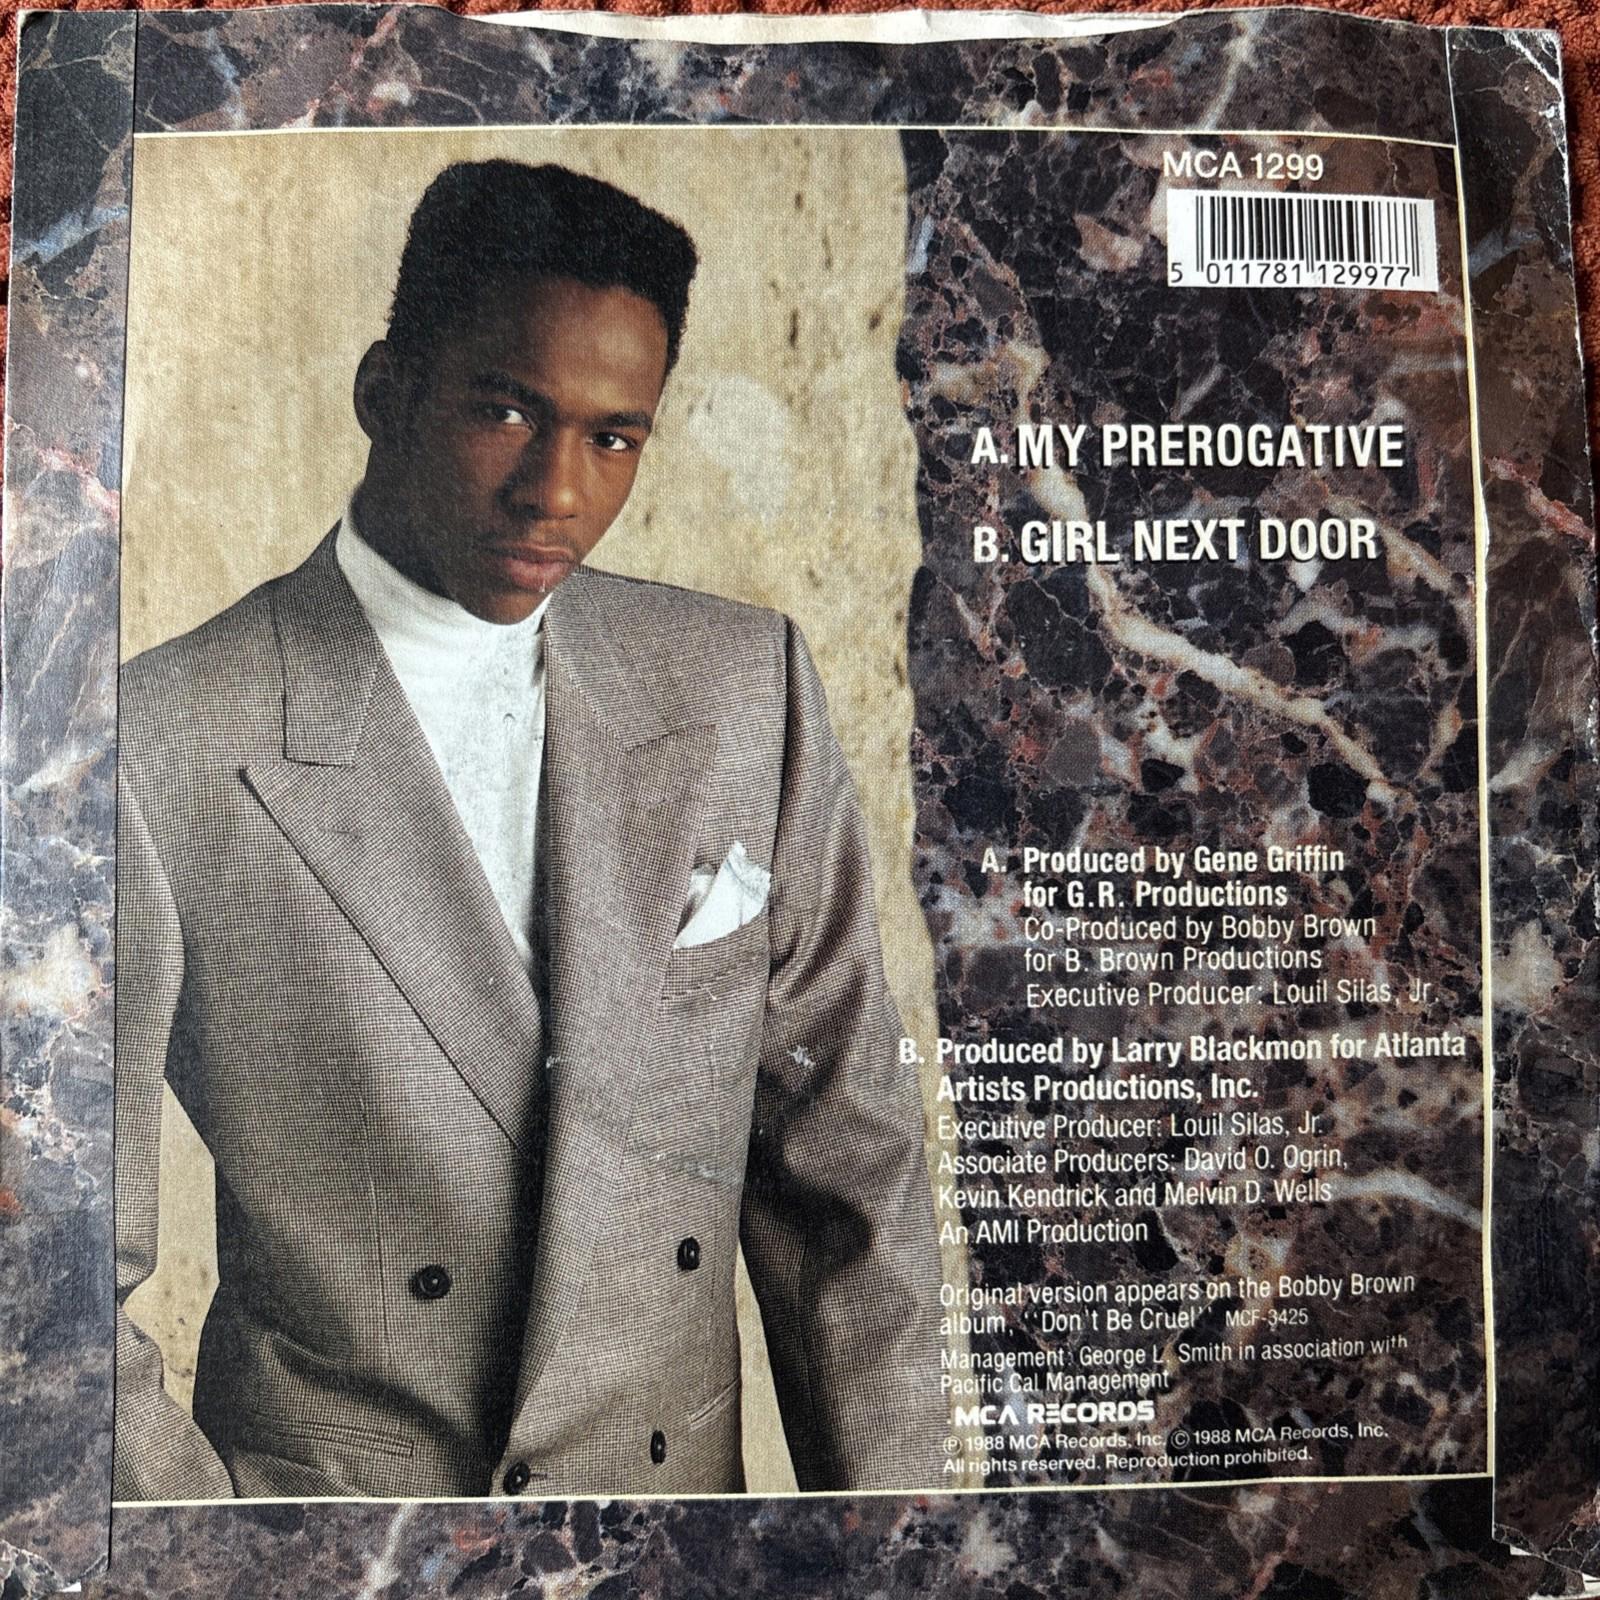 MCA 1299
5 011781 129977
A. MY PREROGATIVE
B. GIRL NEXT DOOR
A. Produced by Gene Griffin
for G.R. Productions
Co-Produced by Bobby Brown
for B. Brown Productions
Executive Producer: Louil Silas, Jr.
B. Produced by Larry Blackmon for Atlanta
Artists Productions, Inc.
Executive Producer: Louil Silas, Jr.
Associate Producers: David O. Ogrin,
Kevin Kendrick and Melvin D. Wells
An AMI Production
Original version appears on the Bobby Brown
album, ''Don't Be Cruel'' MCF-3425
Management: George L. Smith in association with
Pacific Cal Management
MCA RECORDS
℗ 1988 MCA Records, Inc. © 1988 MCA Records, Inc.
All rights reserved. Reproduction prohibited.